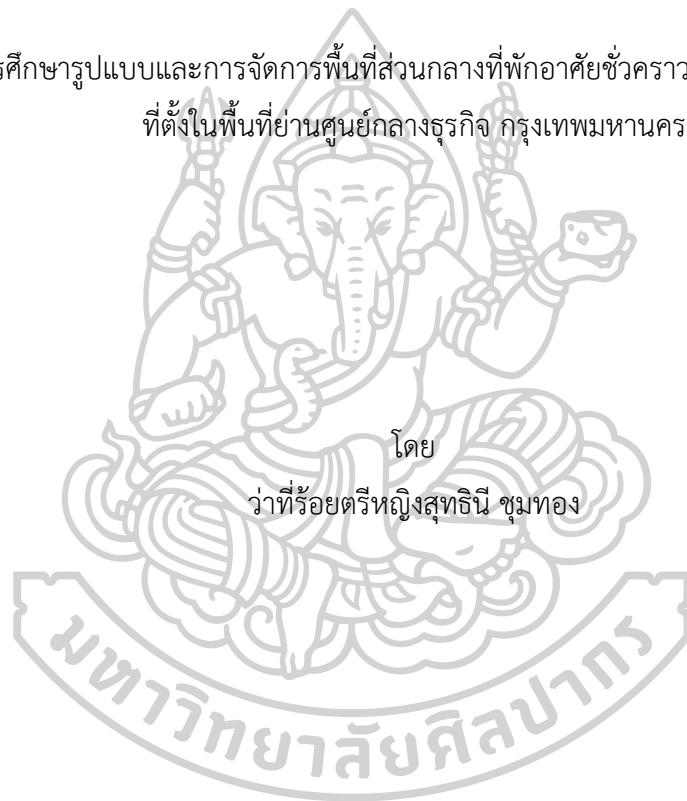 รศึกษารูปแบบและการจัดการพื้นที่ส่วนกลางที่พักอาศัยชั่วคราว
ที่ตั้งในพื้นที่ย่านศูนย์กลางธุรกิจ กรุงเทพมหานคร
โดย
ว่าที่ร้อยตรีหญิงสุทธินี ชุมทอง
มหาวิทยาลัยศิลปากร